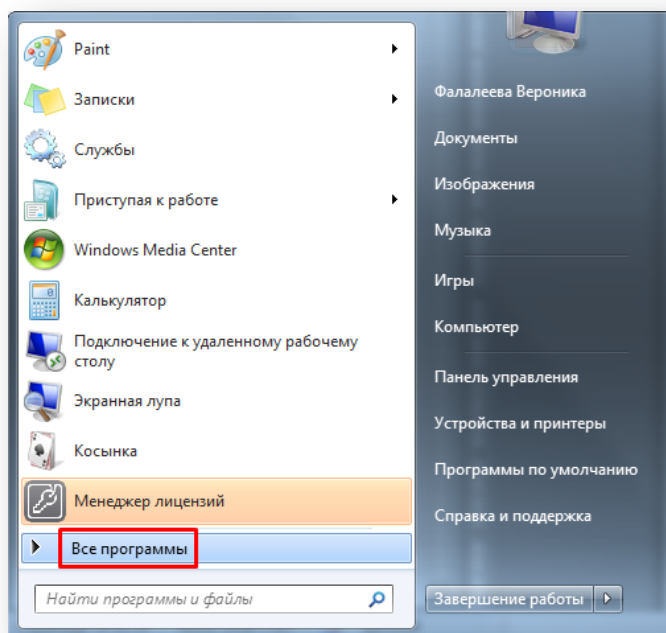 Paint
Записки
Службы
Приступая к работе
Windows Media Center
Калькулятор
Подключение к удаленному рабочему
столу
Экранная лупа
Косынка
Менеджер лицензий
Все программы
Найти программы и файлы
Фалалеева Вероника
Документы
Изображения
Музыка
Игры
Компьютер
Панель управления
Устройства и принтеры
Программы по умолчанию
Справка и поддержка
Завершение работы